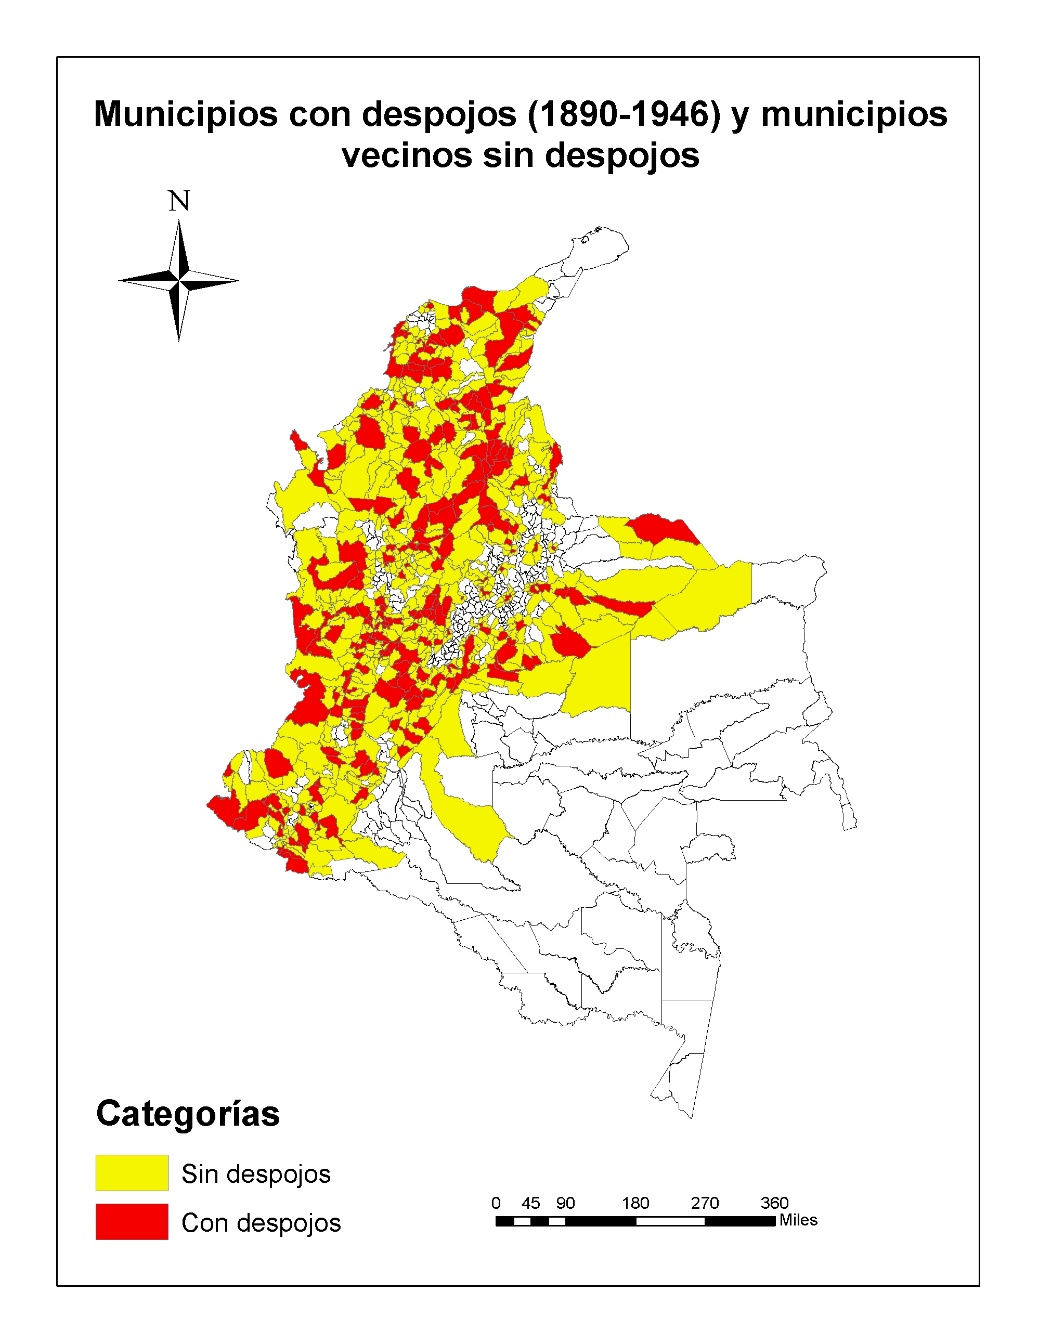 Municipios con despojos (1890-1946) y municipios
vecinos sin despojos
N
Categorías
Sin despojos
Con despojos
0 45 90 180 270 360
Miles